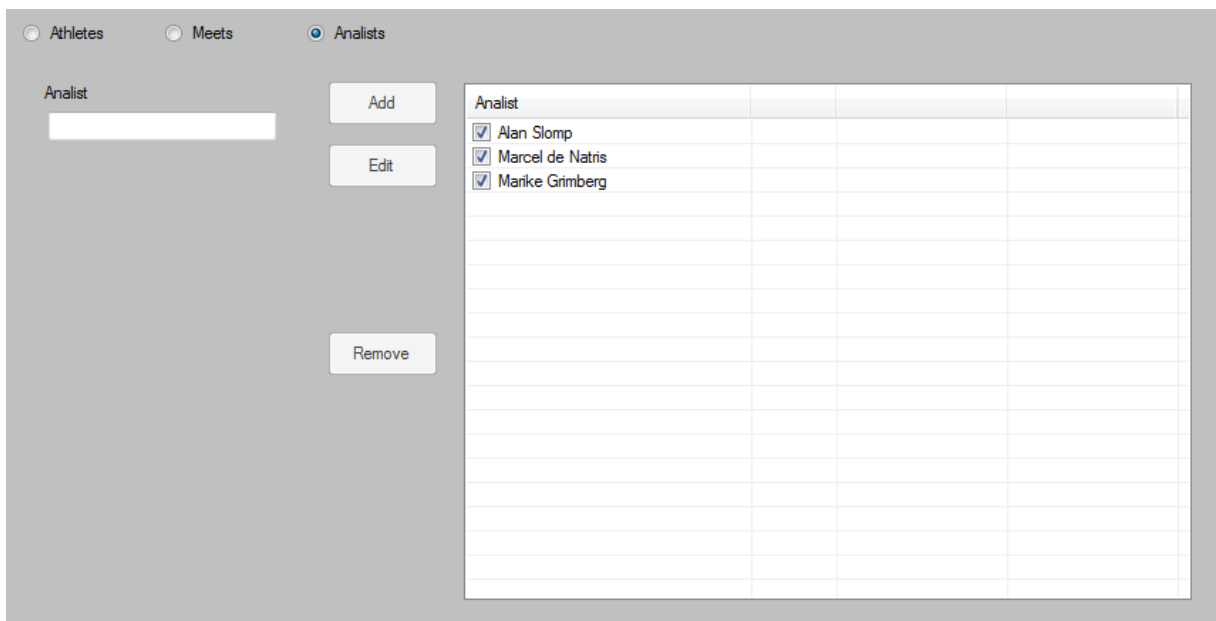 Athletes Meets Analists
Analist
Add
Edit
Remove
Analist
Alan Slomp
Marcel de Natris
Marike Grimberg